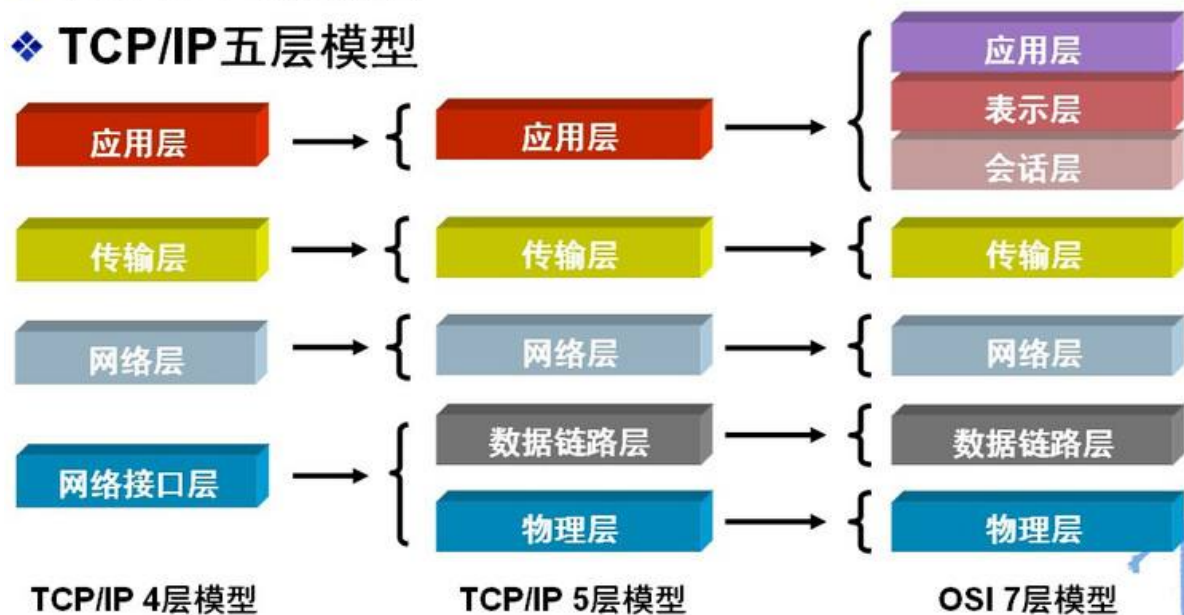 TCP/IP五层模型
应用层
传输层
网络层
网络接口层
TCP/IP 4层模型
应用层
传输层
网络层
数据链路层
物理层
TCP/IP 5层模型
应用层
表示层
会话层
传输层
网络层
数据链路层
物理层
OSI 7层模型